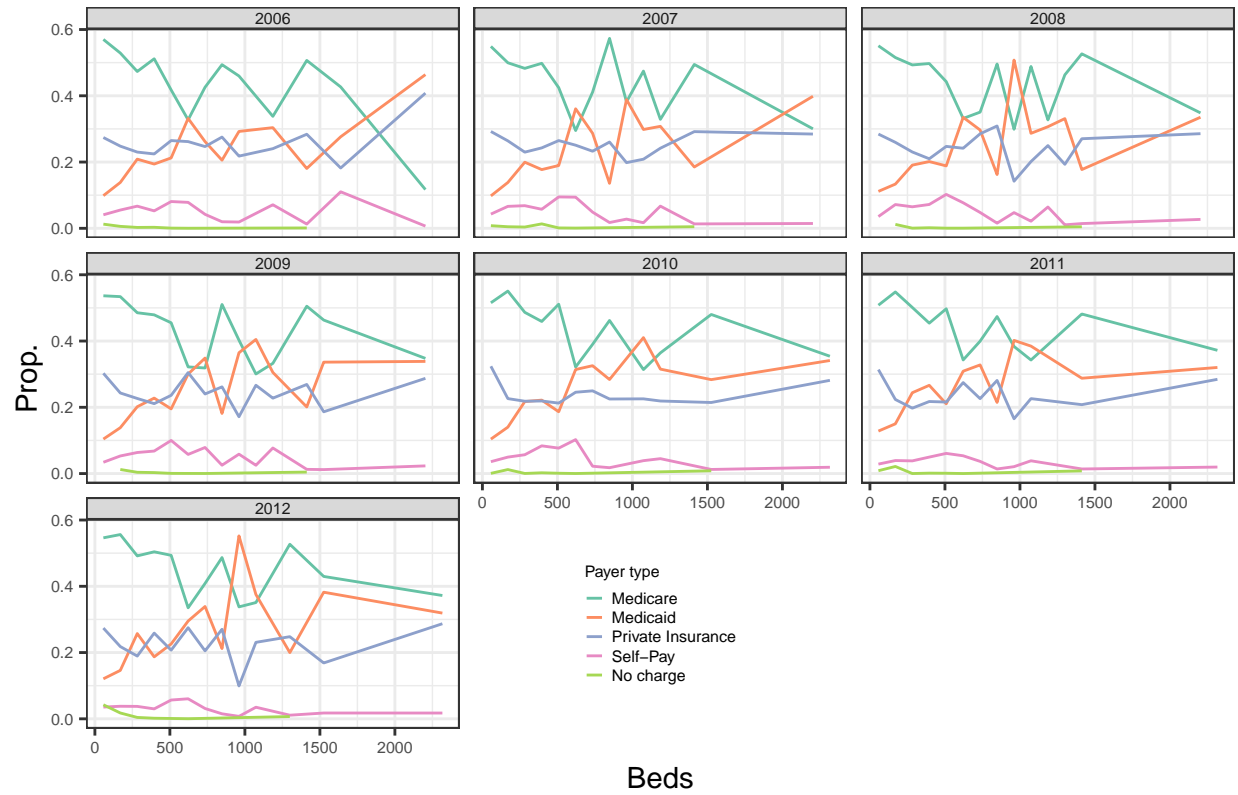 2006 2007 2008
0.6
0.4
0.2
0.0
2009 2010 2011
0.6
0.4
0.2
0.0
0 500 1000 1500 2000 0 500 1000 1500 2000
2012
0.6
0.4
0.2
0.0
0 500 1000 1500 2000
Prop.
Beds
Payer type
Medicare
Medicaid
Private Insurance
Self−Pay
No charge